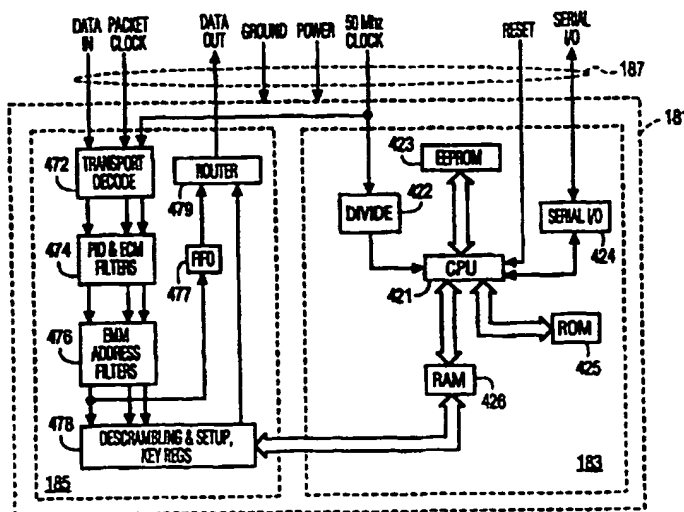 DATA IN
PACKET CLOCK
DATA OUT
GROUND
POWER
50 Mhz CLOCK
RESET
SERIAL I/O
187
181
472
TRANSPORT DECODE
ROUTER
479
423
EEPROM
DIVIDE
422
SERIAL I/O
424
474
PID & ECM FILTERS
FIFO
477
CPU
421
ROM
425
476
EMM ADDRESS FILTERS
RAM
426
478
DESCRAMBLING & SETUP,
KEY REGS
185
183